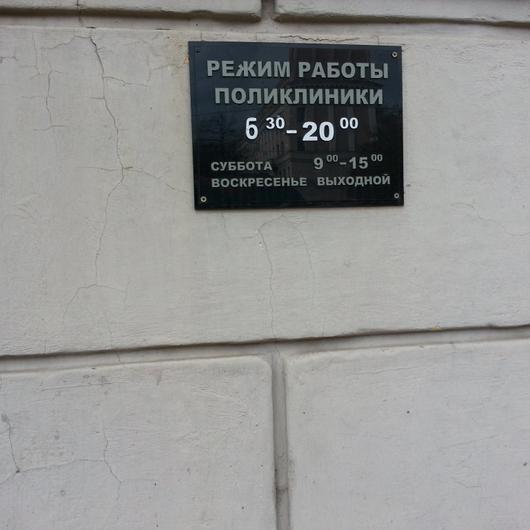 РЕЖИМ РАБОТЫ
ПОЛИКЛИНИКИ
6 30 - 20 00
СУББОТА 9 00 - 15 00
ВОСКРЕСЕНЬЕ ВЫХОДНОЙ